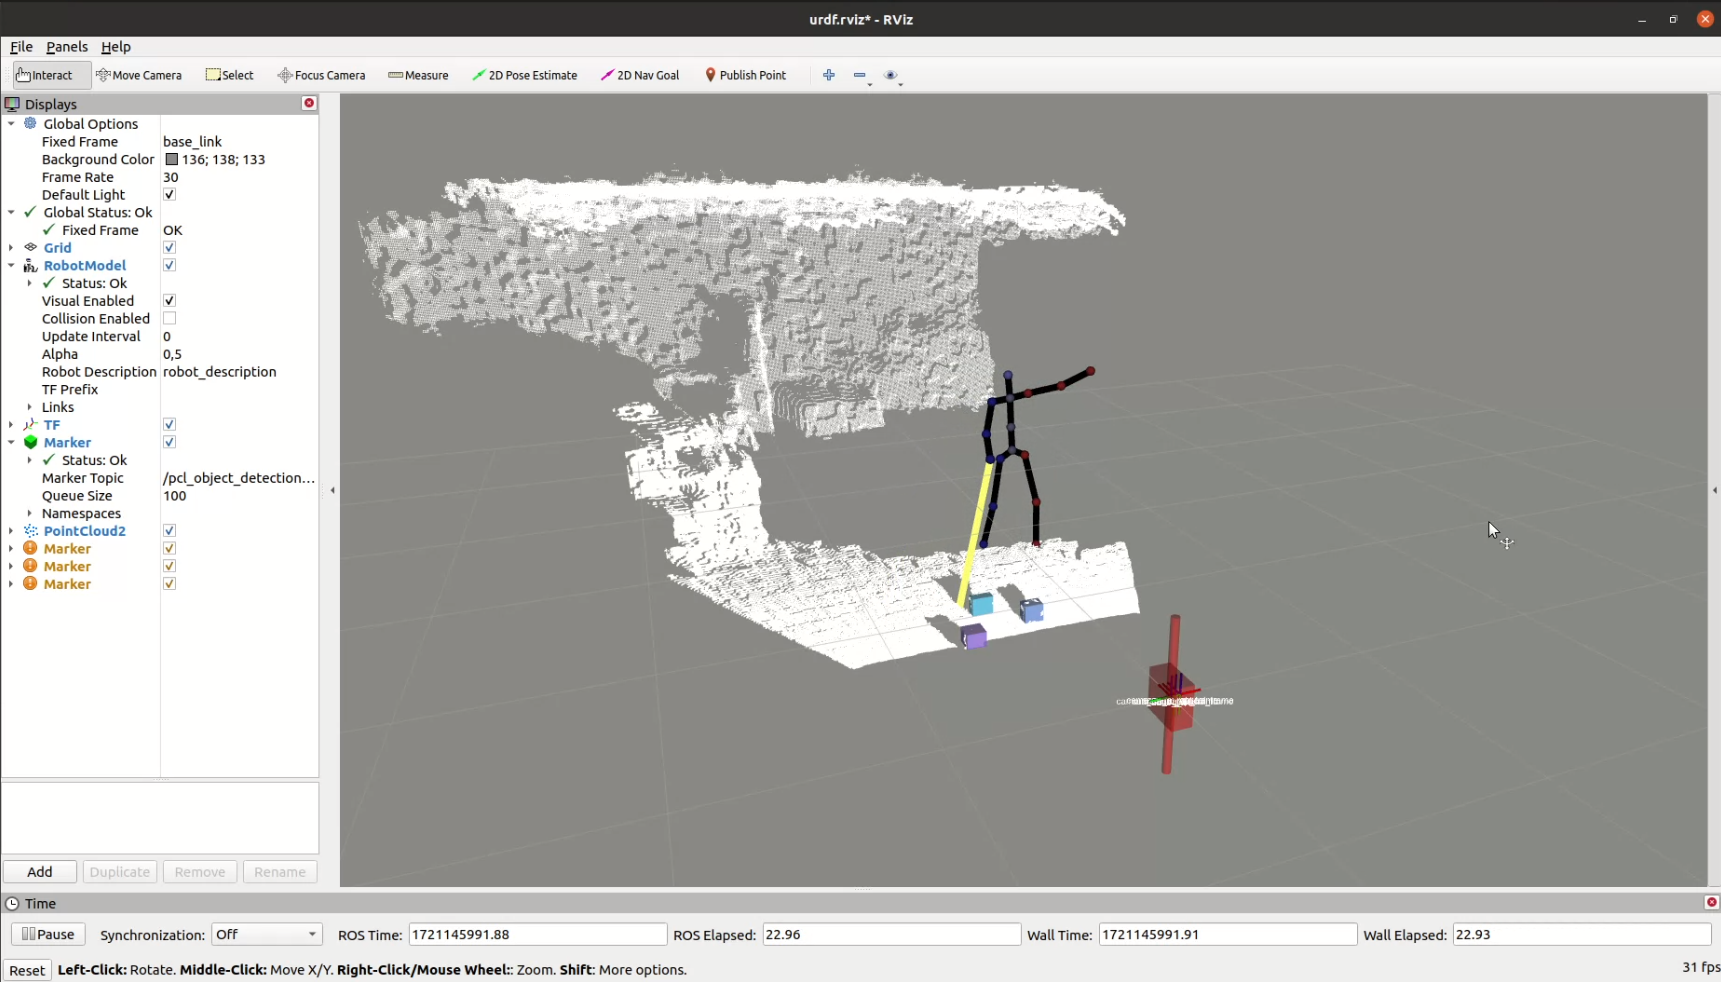 urdf.rviz* - RViz
File Panels Help
Interact Move Camera Select Focus Camera Measure 2D Pose Estimate 2D Nav Goal Publish Point
Displays
Global Options
Fixed Frame base_link
Background Color 136; 138; 133
Frame Rate 30
Default Light
Global Status: Ok
Fixed Frame OK
Grid
RobotModel
Status: Ok
Visual Enabled
Collision Enabled
Update Interval 0
Alpha 0,5
Robot Description robot_description
TF Prefix
Links
TF
Marker
Status: Ok
Marker Topic /pcl_object_detection...
Queue Size 100
Namespaces
PointCloud2
Marker
Marker
Marker
Add Duplicate Remove Rename
Time
Pause Synchronization: Off ROS Time: 1721145991.88 ROS Elapsed: 22.96 Wall Time: 1721145991.91 Wall Elapsed: 22.93
Reset Left-Click: Rotate. Middle-Click: Move X/Y. Right-Click/Mouse Wheel:: Zoom. Shift: More options. 31 fps